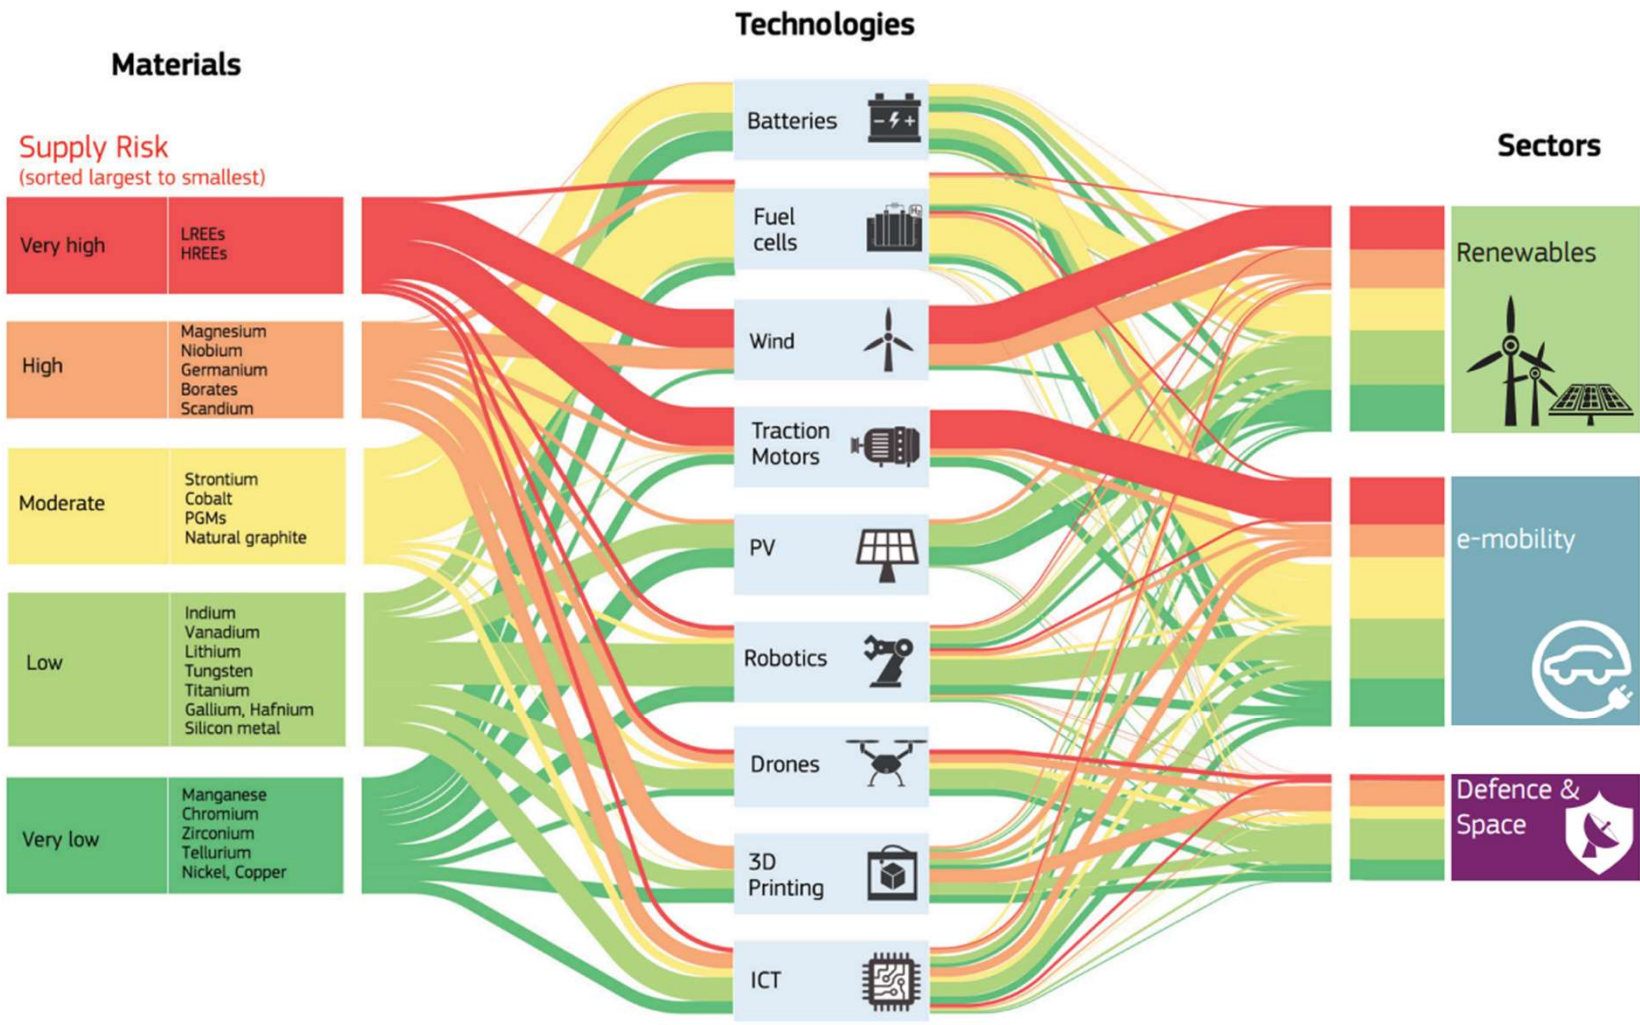 Technologies
Materials
Supply Risk
(sorted largest to smallest)
Very high
LREEs
HREEs
High
Magnesium
Niobium
Germanium
Borates
Scandium
Moderate
Strontium
Cobalt
PGMs
Natural graphite
Low
Indium
Vanadium
Lithium
Tungsten
Titanium
Gallium, Hafnium
Silicon metal
Very low
Manganese
Chromium
Zirconium
Tellurium
Nickel, Copper
Batteries
Fuel
cells
Wind
Traction
Motors
PV
Robotics
Drones
3D
Printing
ICT
Sectors
Renewables
e-mobility
Defence &
Space